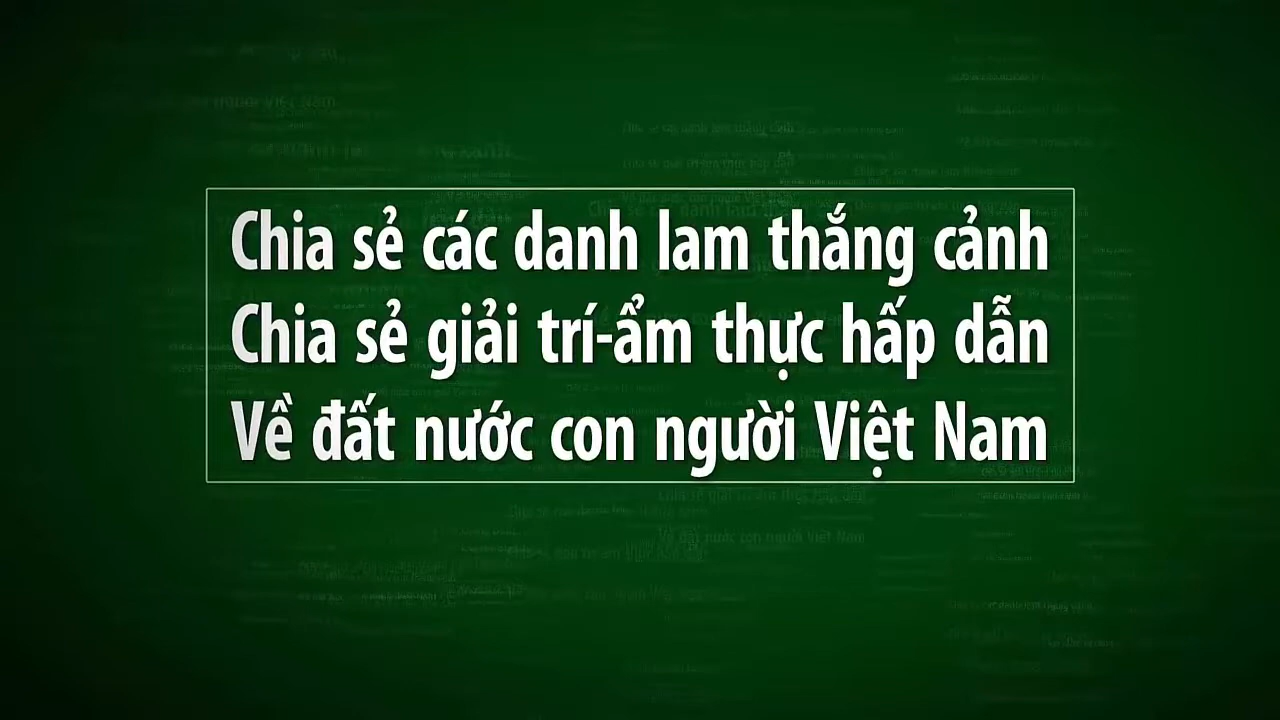 Chia sẻ các danh lam thắng cảnh
Chia sẻ giải trí-ẩm thực hấp dẫn
Về đất nước con người Việt Nam